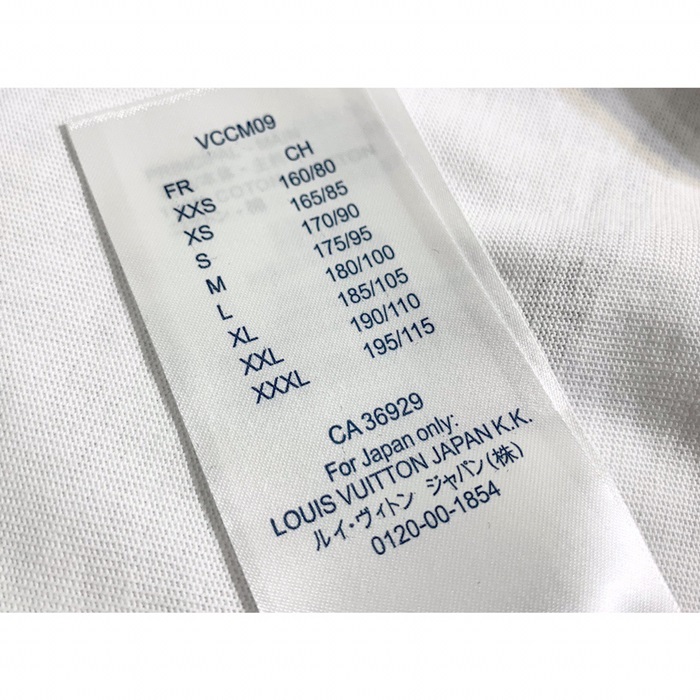 VCCM09
FR CH
XXS 160/80
XS 165/85
S 170/90
M 175/95
L 180/100
XL 185/105
XXL 190/110
XXXL 195/115
CA 36929
For Japan only:
LOUIS VUITTON JAPAN K.K.
ルイ・ヴィトン ジャパン(株)
0120-00-1854